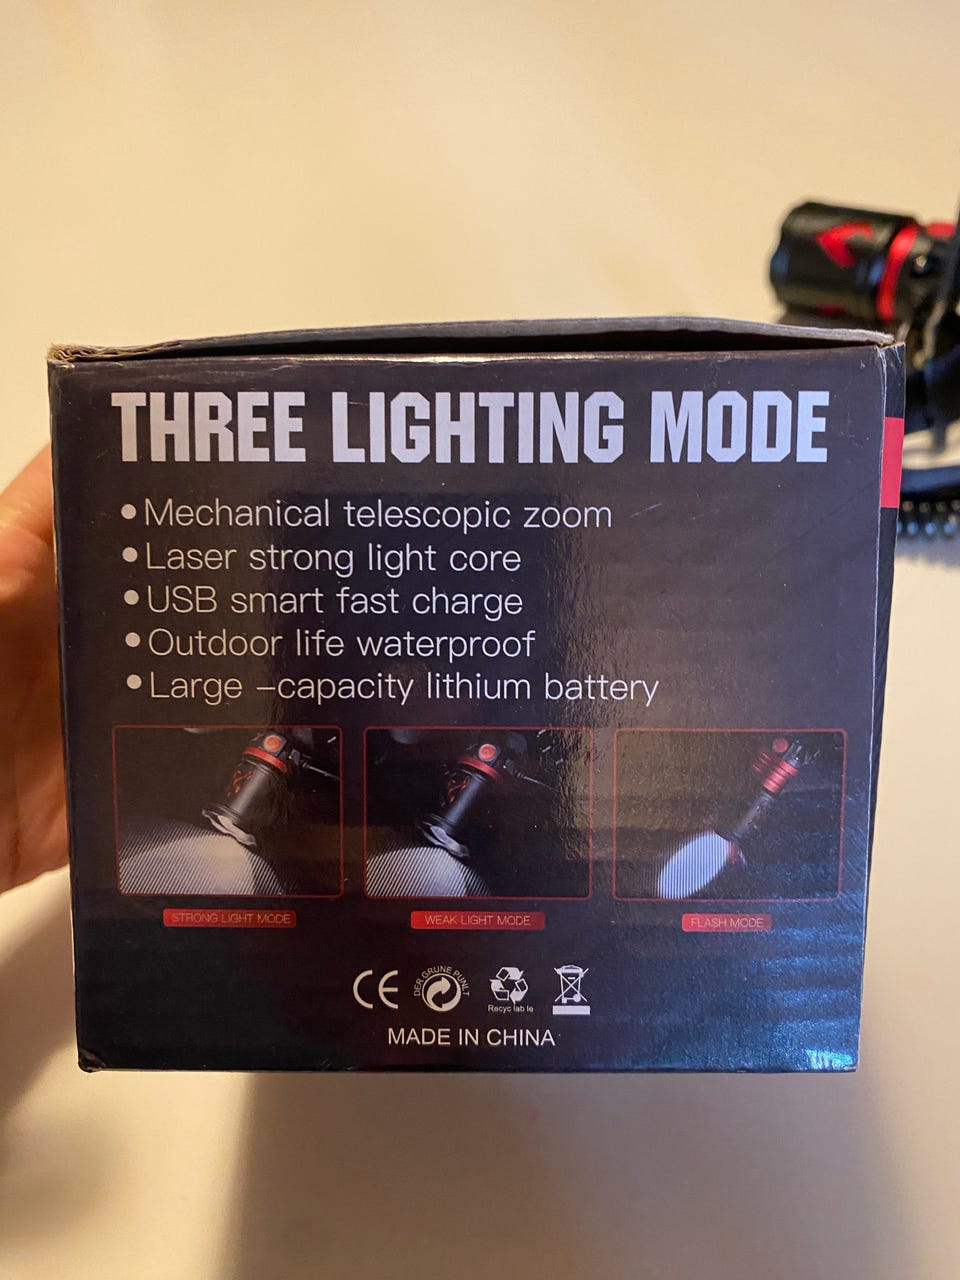 THREE LIGHTING MODE
• Mechanical telescopic zoom
• Laser strong light core
• USB smart fast charge
• Outdoor life waterproof
• Large –capacity lithium battery
STRONG LIGHT MODE
WEAK LIGHT MODE
FLASH MODE
CE
DER GRUNE PUNLT
Recyc lab le
MADE IN CHINA